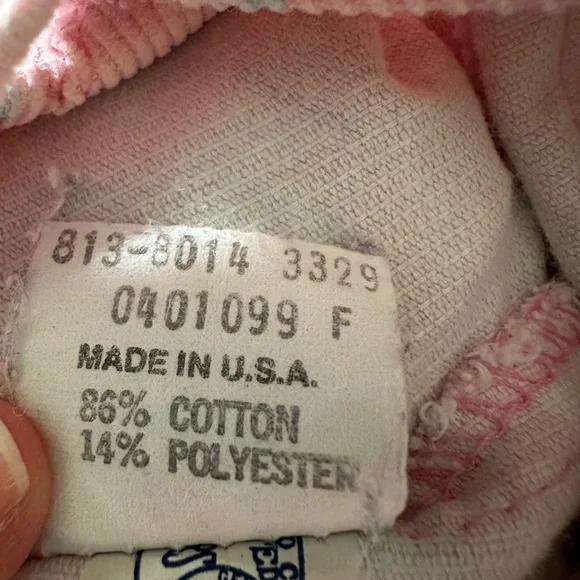 813-8014 3329
0401099 F
MADE IN U.S.A.
86% COTTON
14% POLYESTER